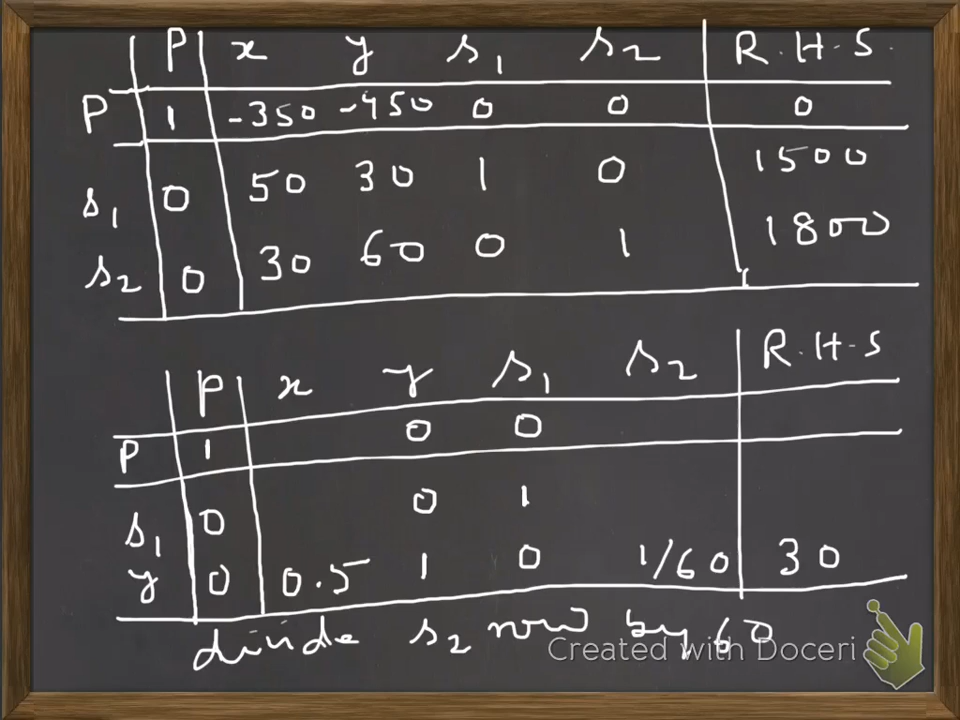 P x y s1 s2 R.H.S.
P 1 -350 -450 0 0 0
s1 0 50 30 1 0 1500
s2 0 30 60 0 1 1800
P x y s1 s2 R.H.S
P 1 0 0
s1 0 0 1
y 0 0.5 1 0 1/60 30
divide s2 row by 60
Created with Doceri